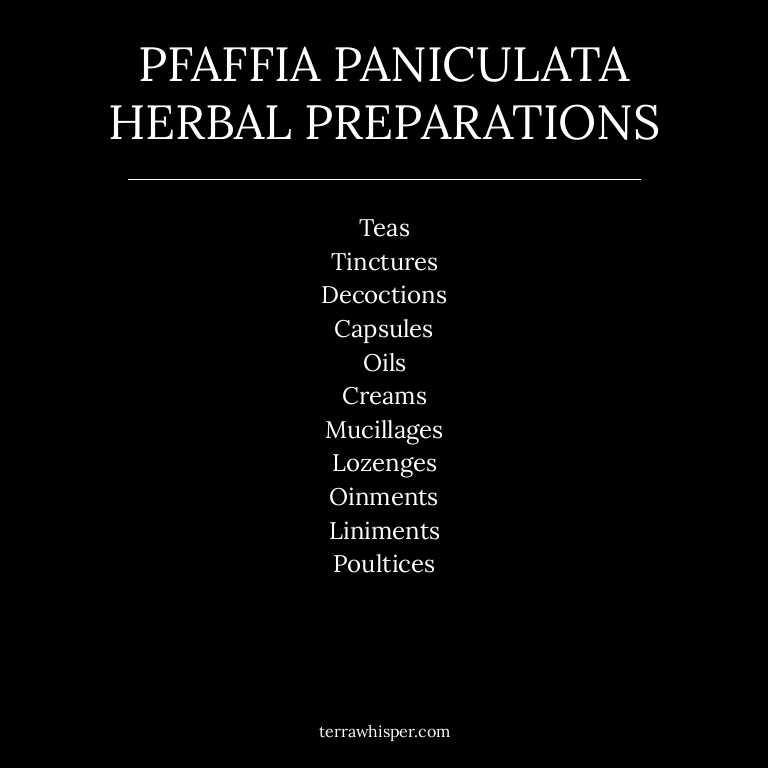 PFAFFIA PANICULATA
HERBAL PREPARATIONS
Teas
Tinctures
Decoctions
Capsules
Oils
Creams
Mucillages
Lozenges
Oinments
Liniments
Poultices
terrawhisper.com